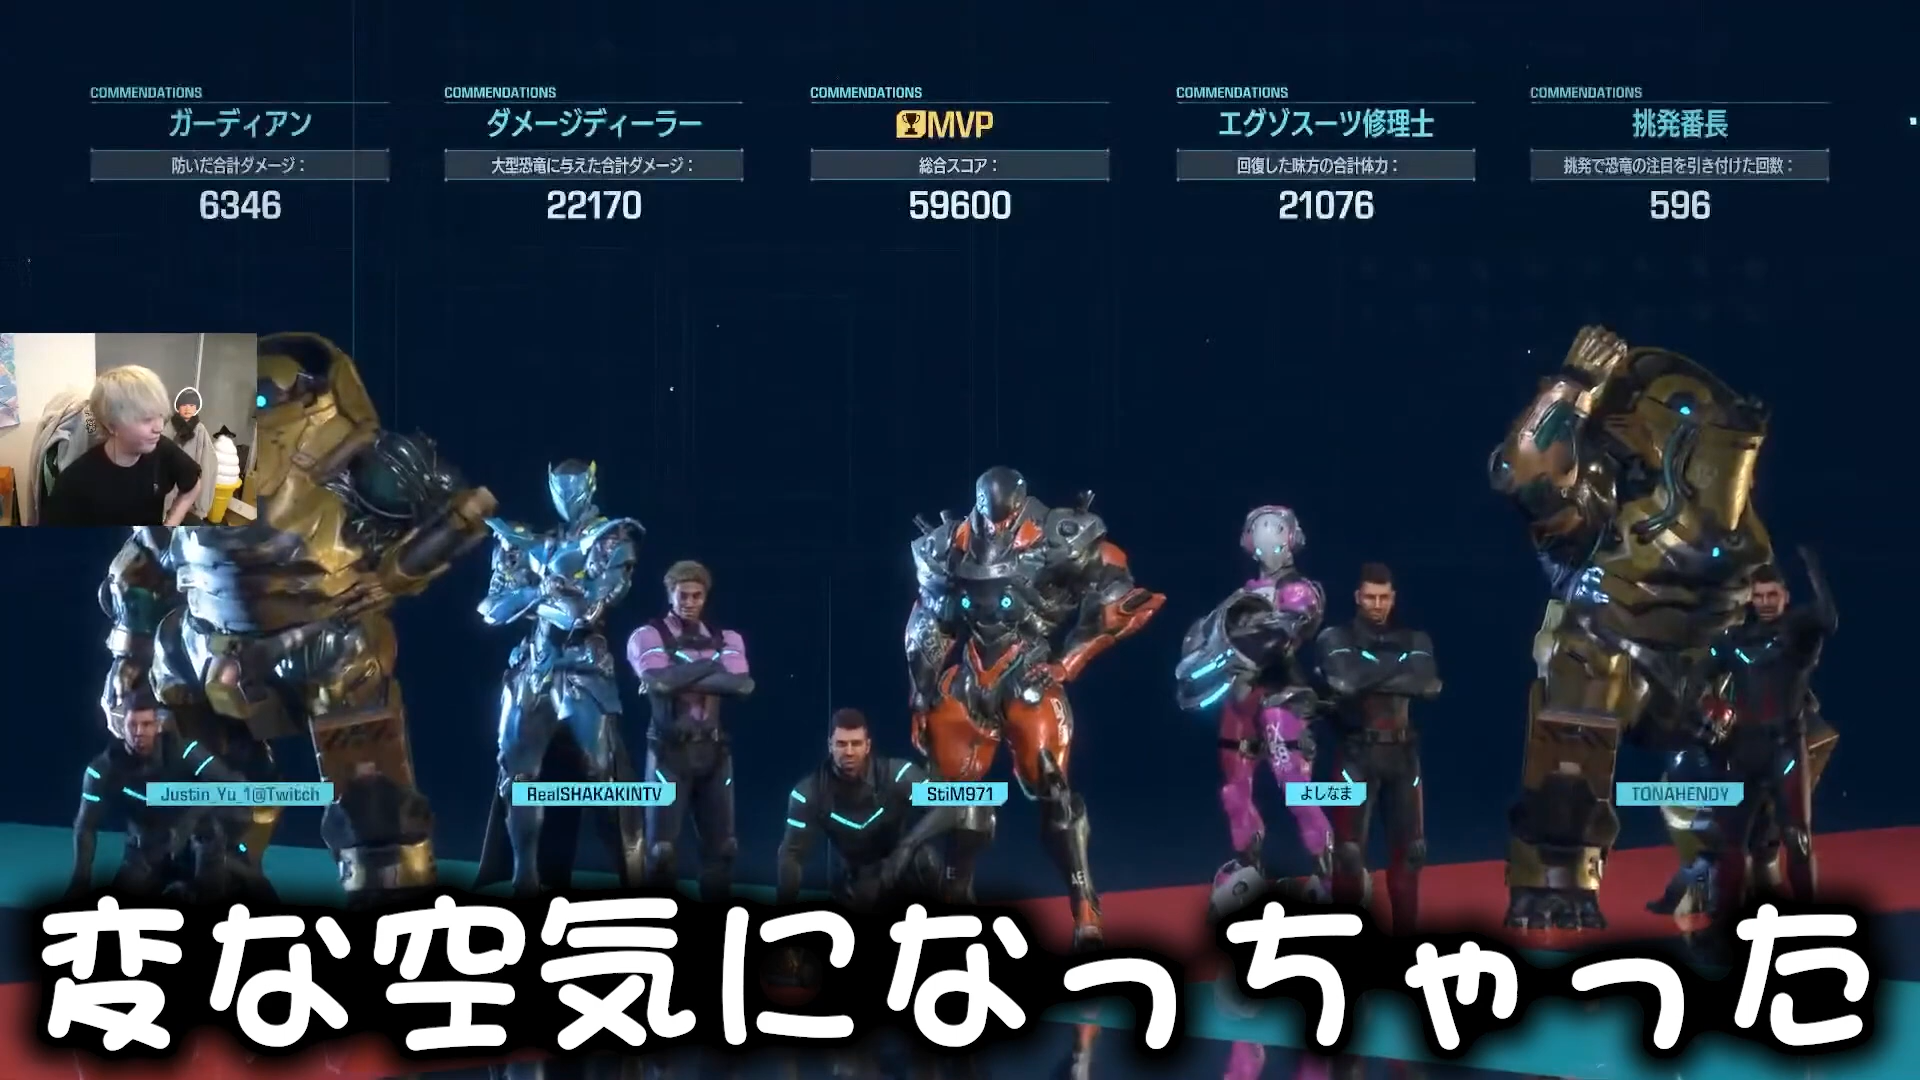 COMMENDATIONS
ガーディアン
防いだ合計ダメージ：
6346
COMMENDATIONS
ダメージディーラー
大型恐竜に与えた合計ダメージ：
22170
COMMENDATIONS
MVP
総合スコア：
59600
COMMENDATIONS
エグゾスーツ修理士
回復した味方の合計体力：
21076
COMMENDATIONS
挑発番長
挑発で恐竜の注目を引き付けた回数：
596
Justin_Yu_1@Twitch
RealSHAKAKINTV
StiM971
よしなま
TONAHENDY
変な空気になっちゃった